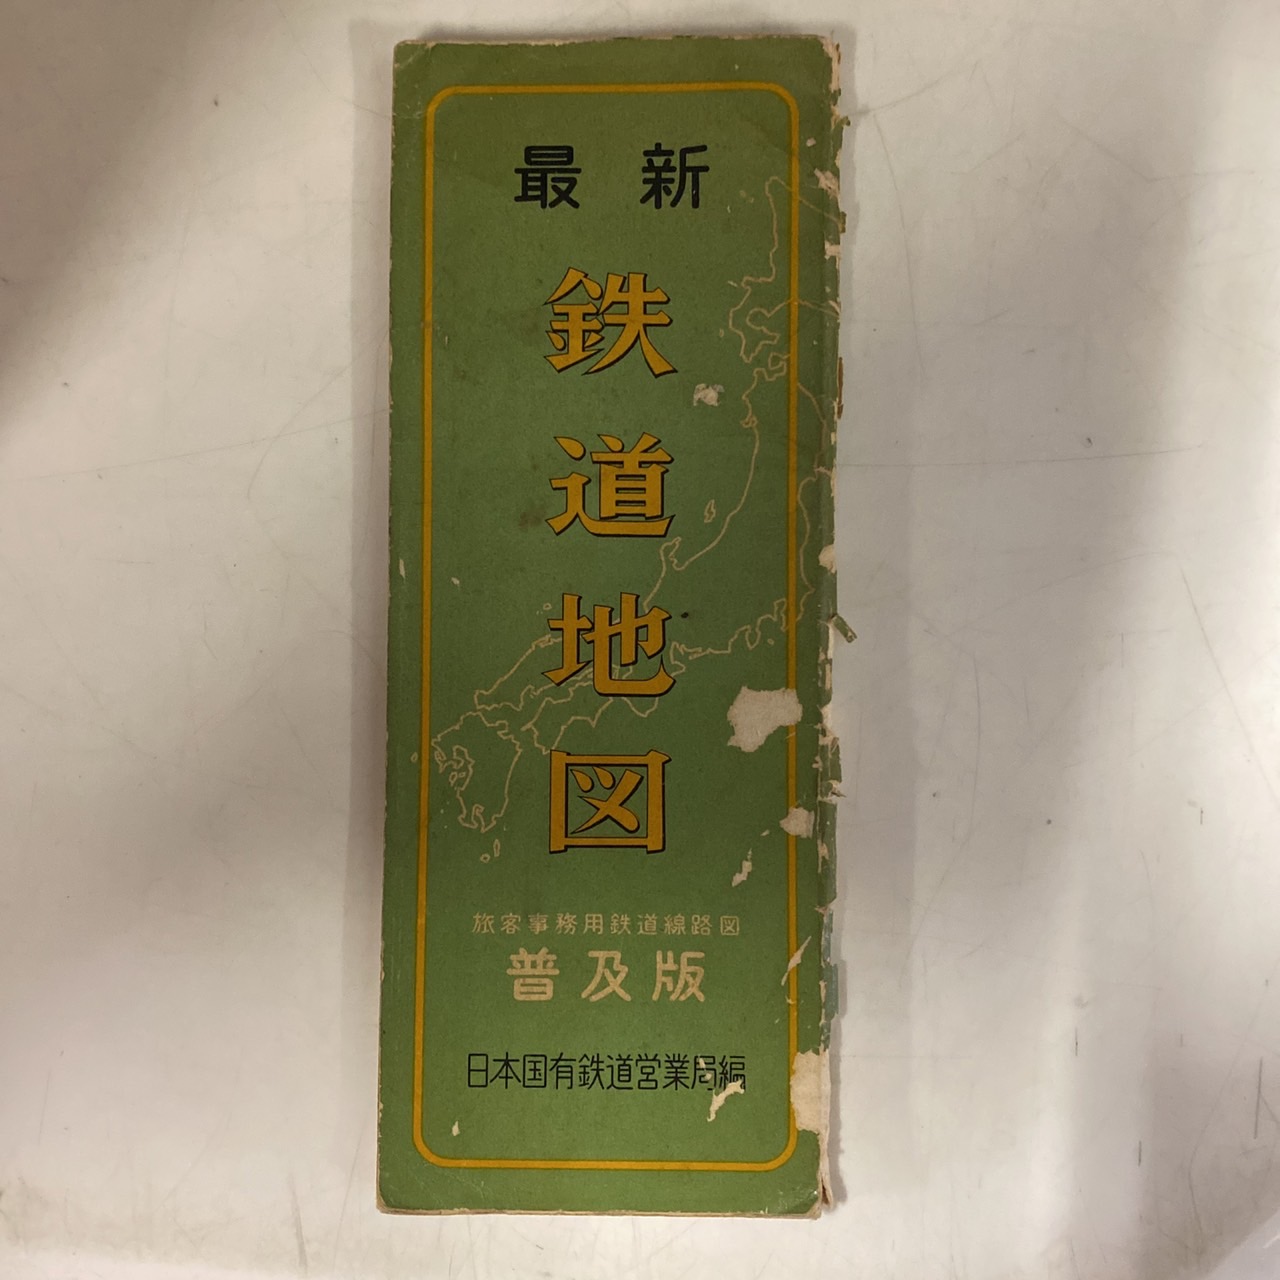 最新
鉄道地図
旅客事務用鉄道線路図
普及版
日本国有鉄道営業局編